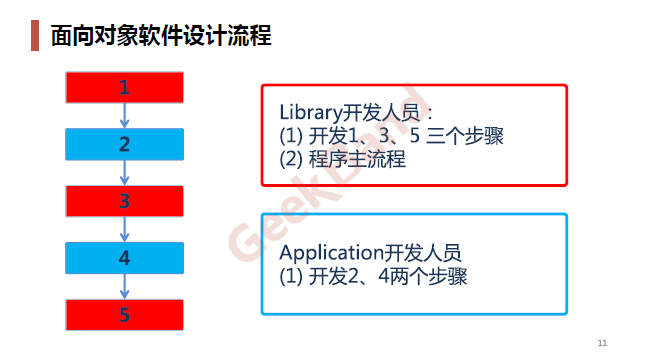 面向对象软件设计流程
1
2
3
4
5
Library开发人员：
(1) 开发1、3、5 三个步骤
(2) 程序主流程
Application开发人员
(1) 开发2、4两个步骤
GeekBand
11